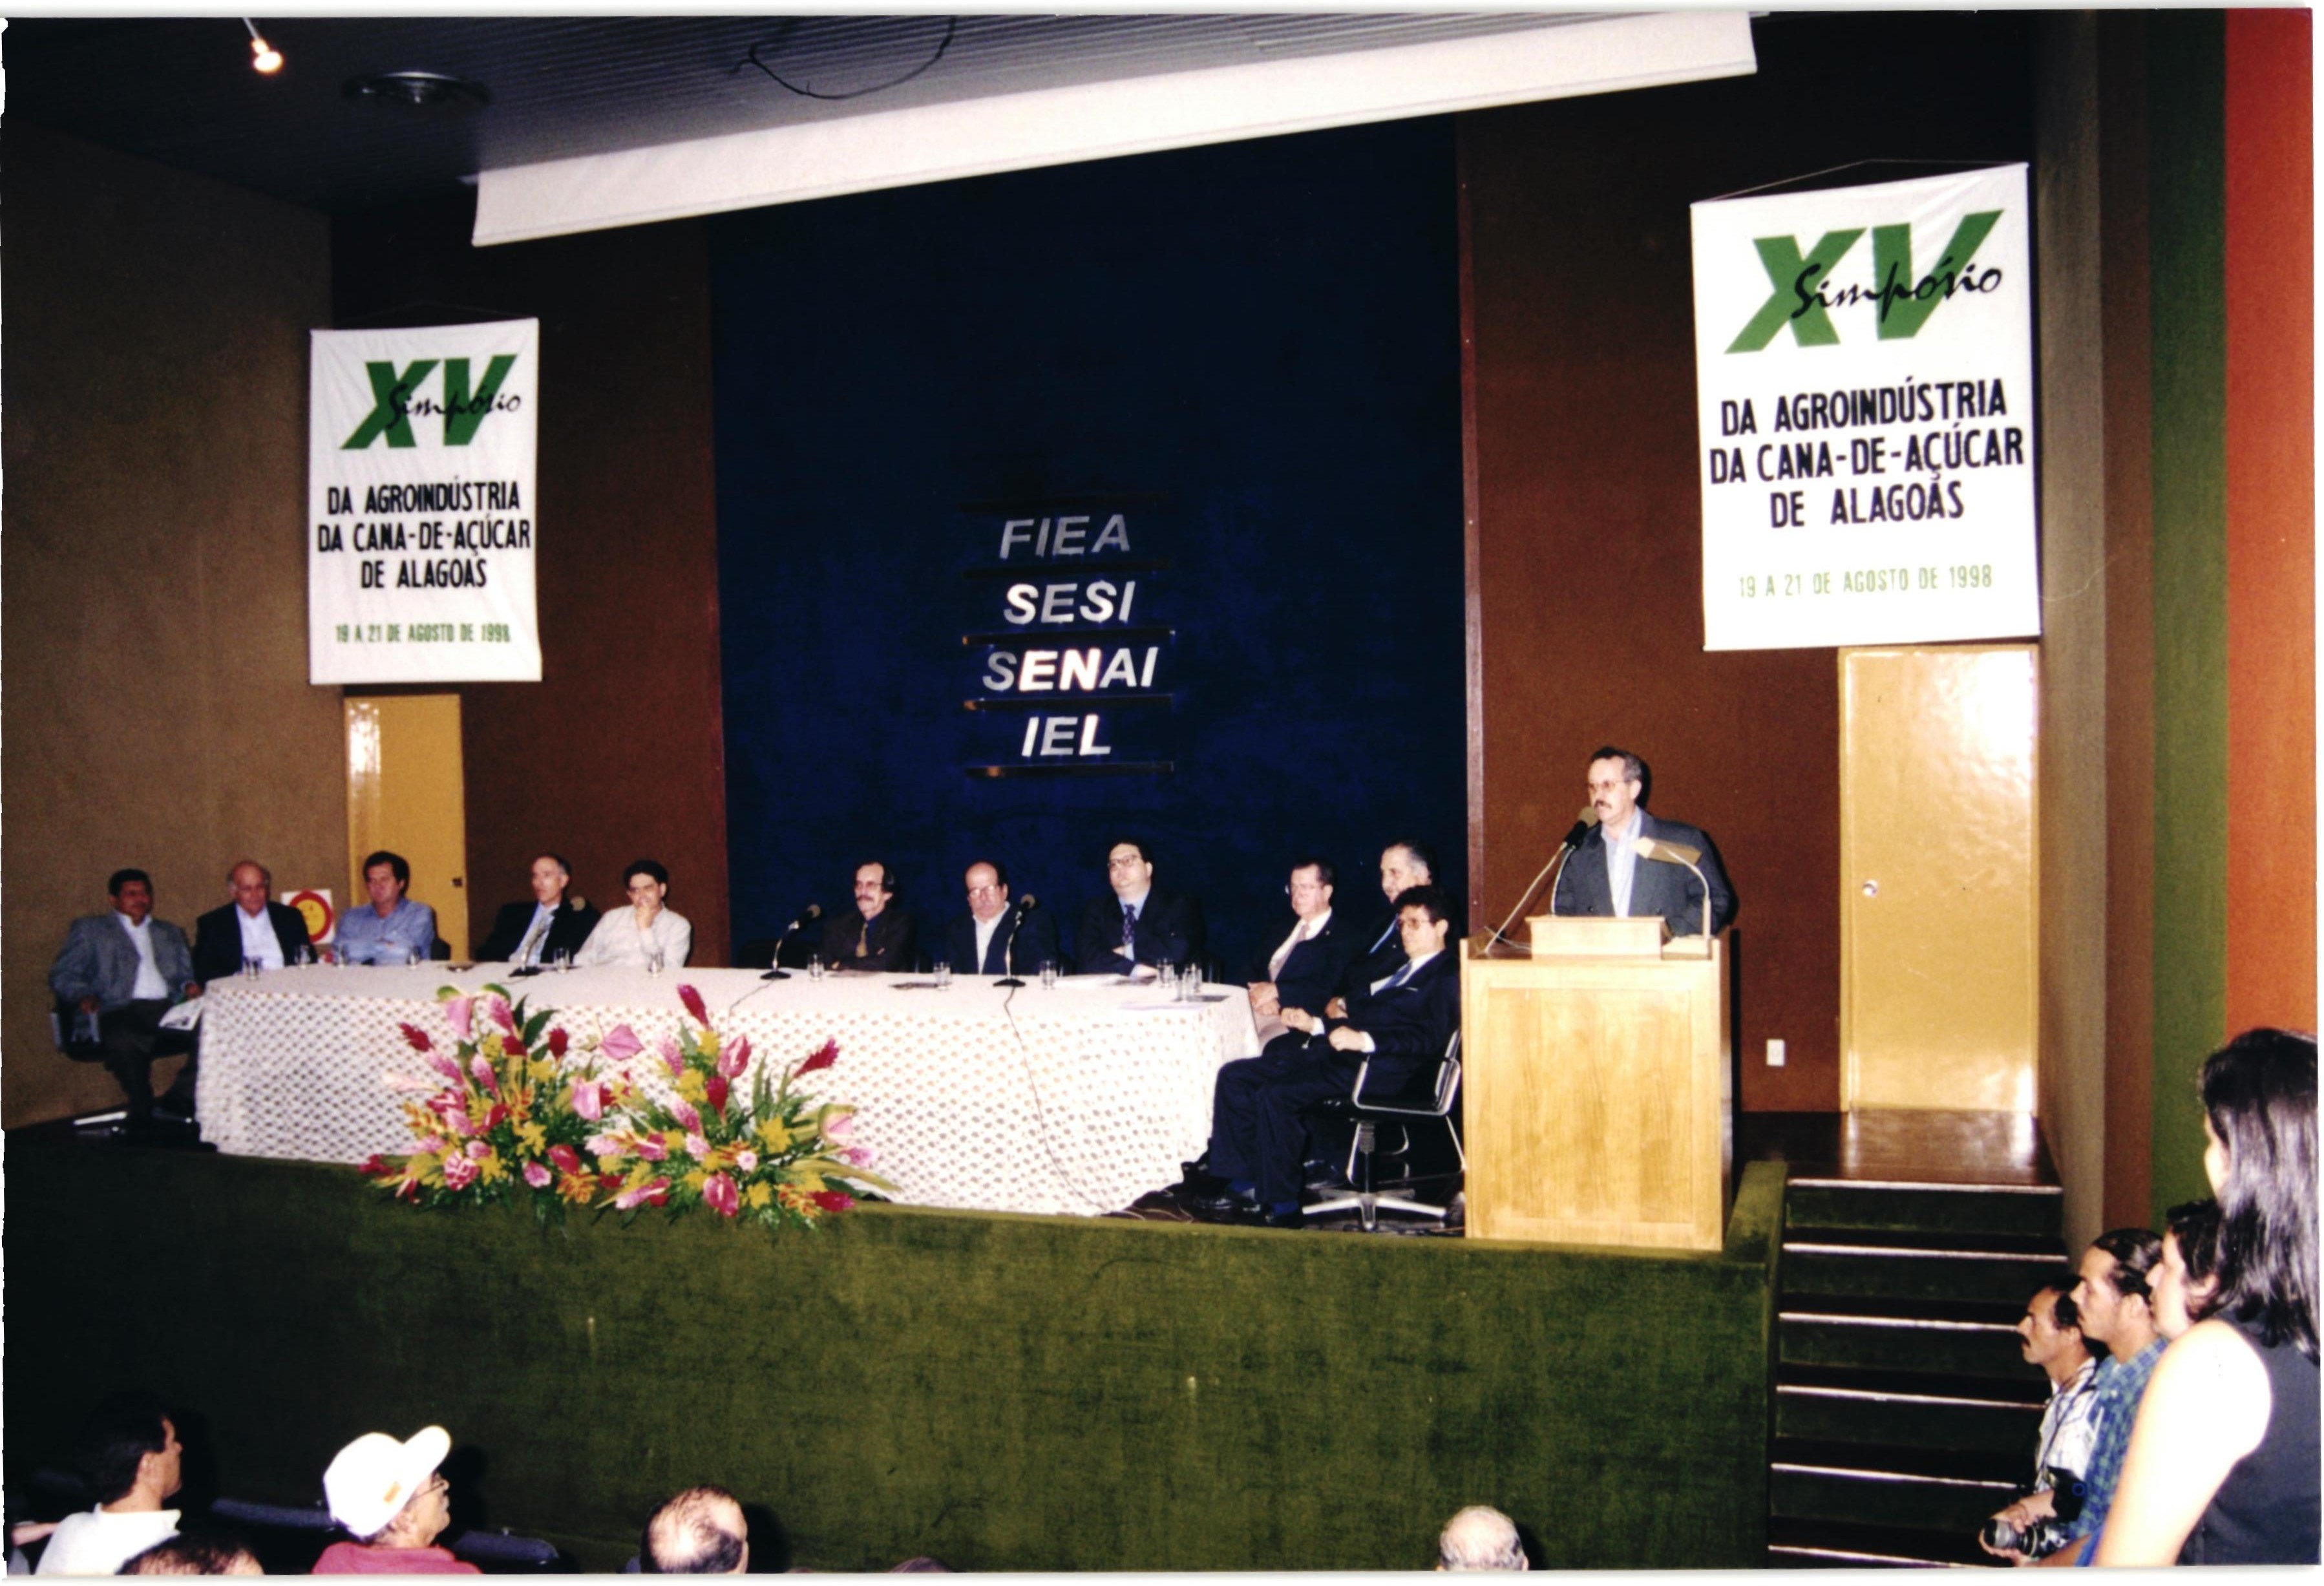 XV
Simpósio
DA AGROINDÚSTRIA
DA CANA-DE-AÇÚCAR
DE ALAGOAS
19 A 21 DE AGOSTO DE 1998
FIEA
SESI
SENAI
IEL
XV
Simpósio
DA AGROINDÚSTRIA
DA CANA-DE-AÇÚCAR
DE ALAGOAS
19 A 21 DE AGOSTO DE 1998